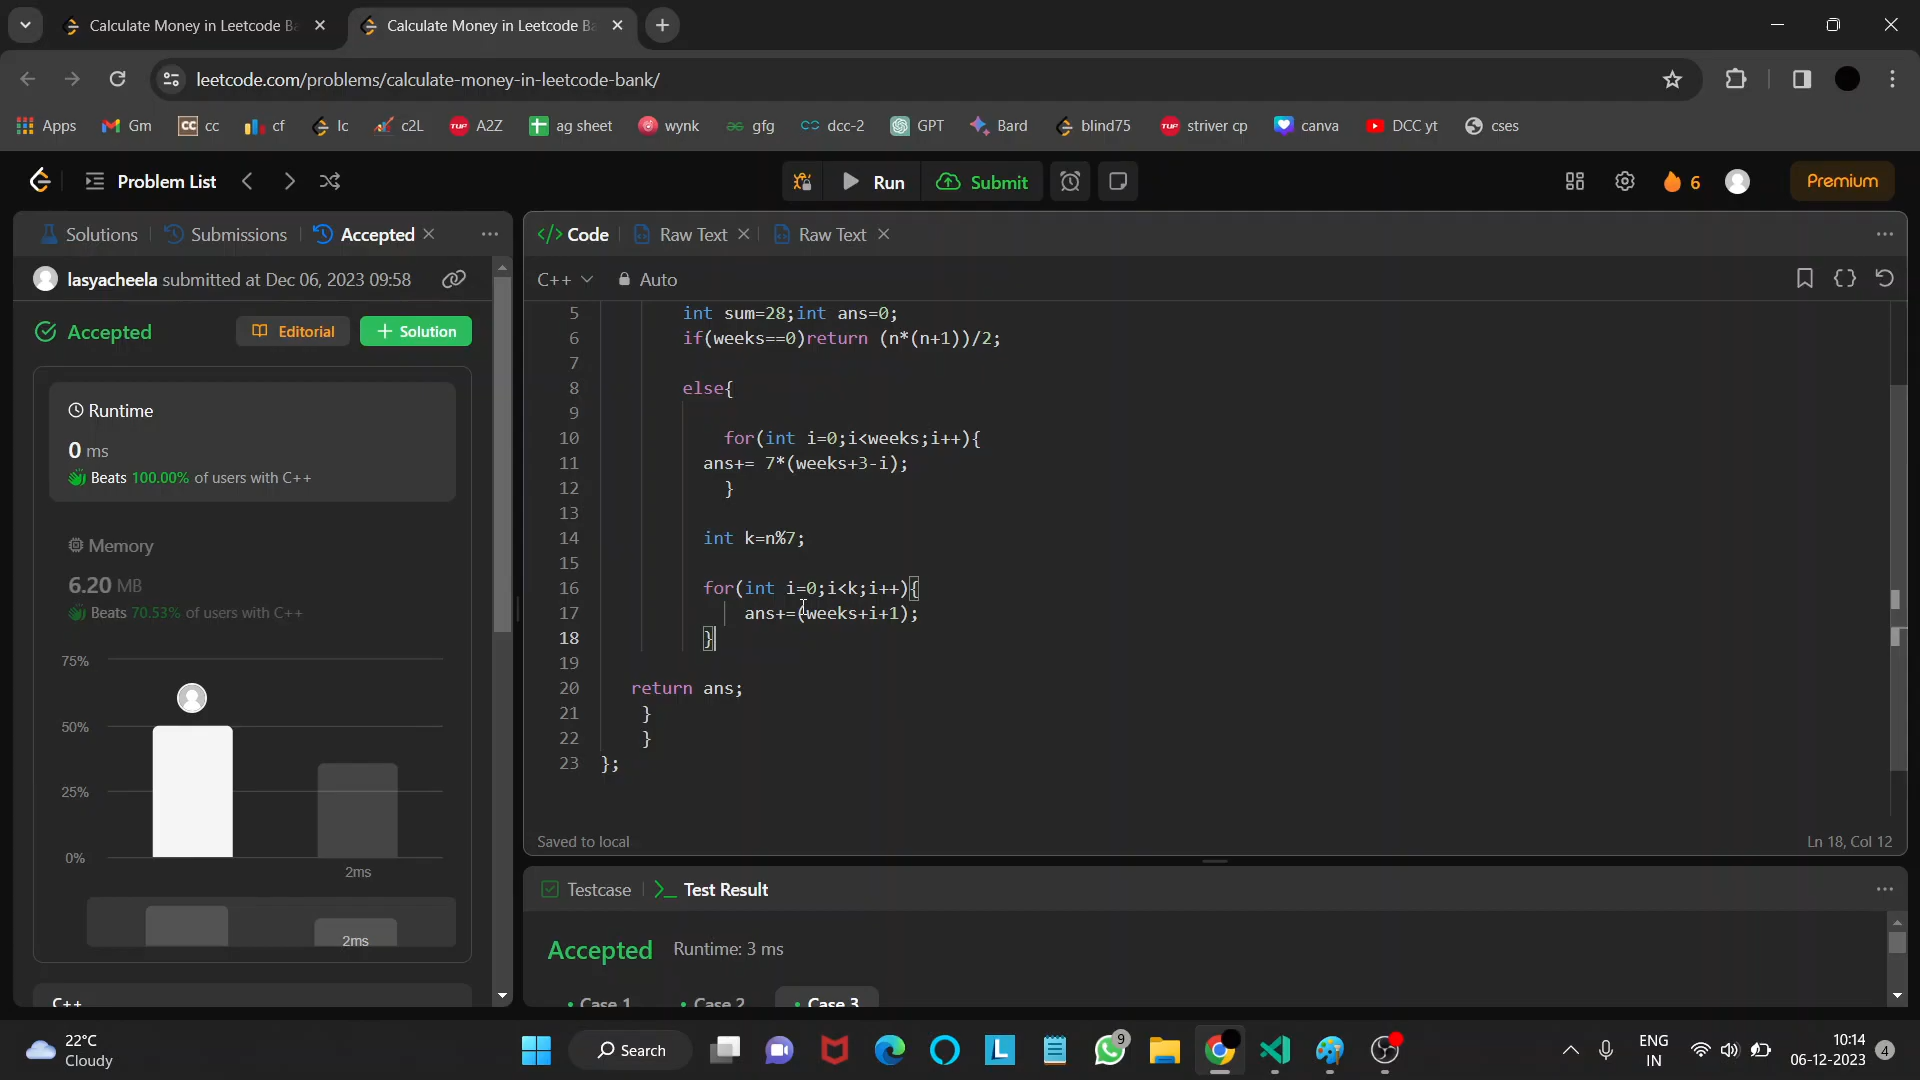 Calculate Money in Leetcode Ba
Calculate Money in Leetcode Ba
leetcode.com/problems/calculate-money-in-leetcode-bank/
Apps
Gm
cc
cf
lc
c2L
A2Z
ag sheet
wynk
gfg
dcc-2
GPT
Bard
blind75
striver cp
canva
DCC yt
cses
Problem List
Run
Submit
6
Premium
Solutions
Submissions
Accepted
Code
Raw Text
Raw Text
lasyacheela submitted at Dec 06, 2023 09:58
C++
Auto
Accepted
Editorial
Solution
Runtime
0 ms
Beats 100.00% of users with C++
Memory
6.20 MB
Beats 70.53% of users with C++
75%
50%
25%
0%
2ms
2ms
C++
5 int sum=28;int ans=0;
6 if(weeks==0)return (n*(n+1))/2;
7
8 else{
9
10 for(int i=0;i<weeks;i++){
11 ans+= 7*(weeks+3-i);
12 }
13
14 int k=n%7;
15
16 for(int i=0;i<k;i++){
17 ans+=(weeks+i+1);
18 }
19
20 return ans;
21 }
22 }
23 };
Saved to local
Ln 18, Col 12
Testcase
Test Result
Accepted
Runtime: 3 ms
Case 1
Case 2
Case 3
22°C
Cloudy
Search
9
ENG
IN
10:14
06-12-2023
4